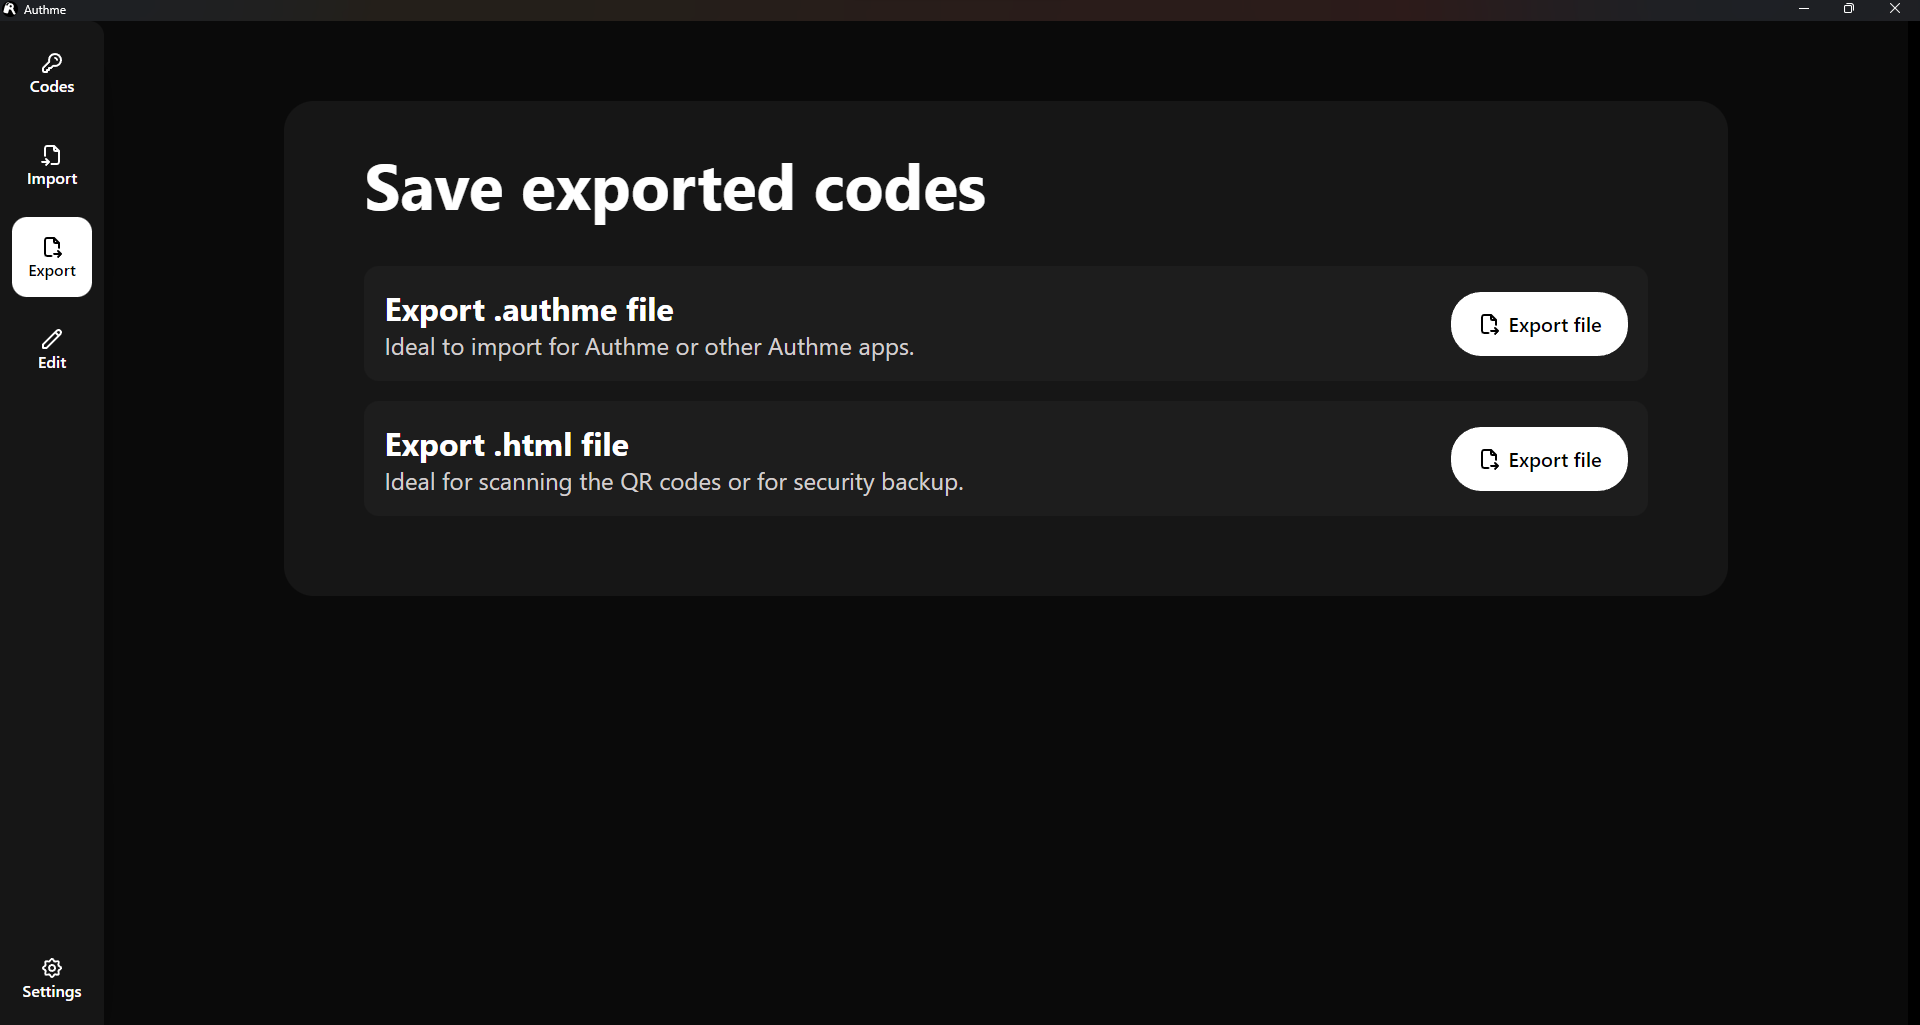 Authme
Codes
Import
Export
Edit
Settings
Save exported codes
Export .authme file
Ideal to import for Authme or other Authme apps.
Export file
Export .html file
Ideal for scanning the QR codes or for security backup.
Export file